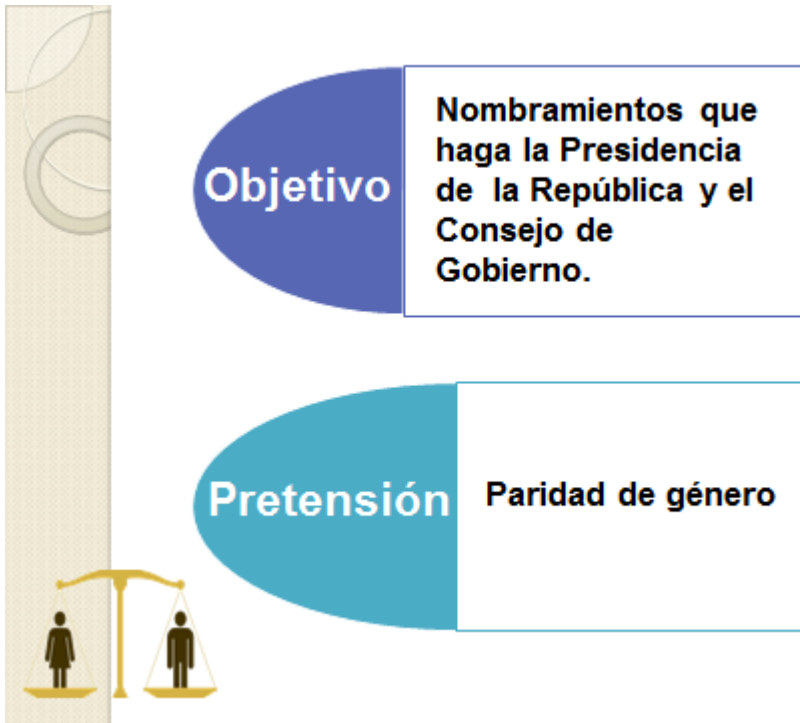 Objetivo
Nombramientos que
haga la Presidencia
de la República y el
Consejo de
Gobierno.
Pretensión
Paridad de género